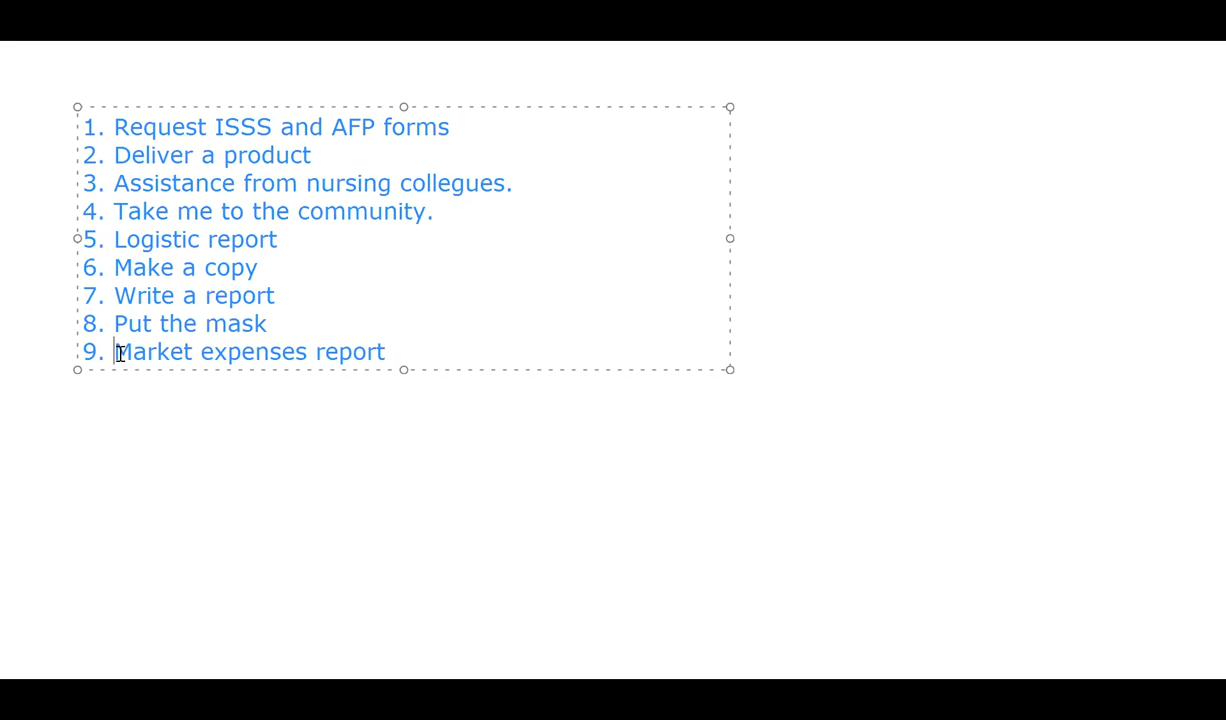 1. Request ISSS and AFP forms
2. Deliver a product
3. Assistance from nursing collegues.
4. Take me to the community.
5. Logistic report
6. Make a copy
7. Write a report
8. Put the mask
9. Market expenses report